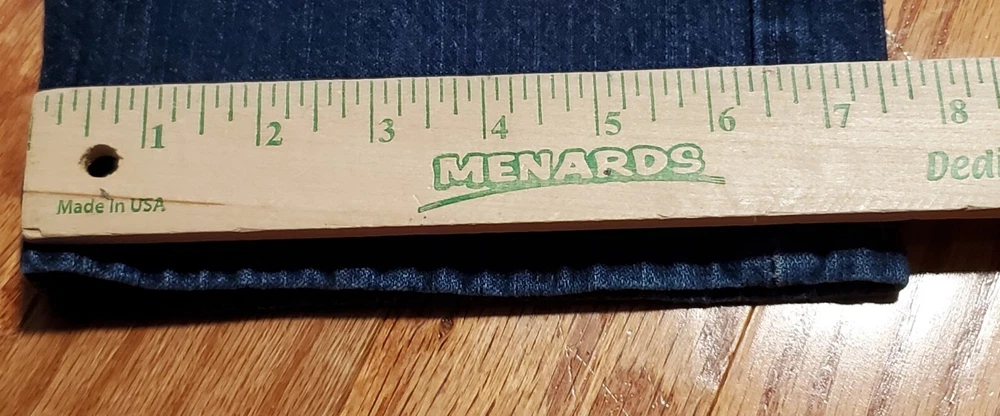 1 2 3 4 5 6 7 8
MENARDS
Dedi
Made in USA